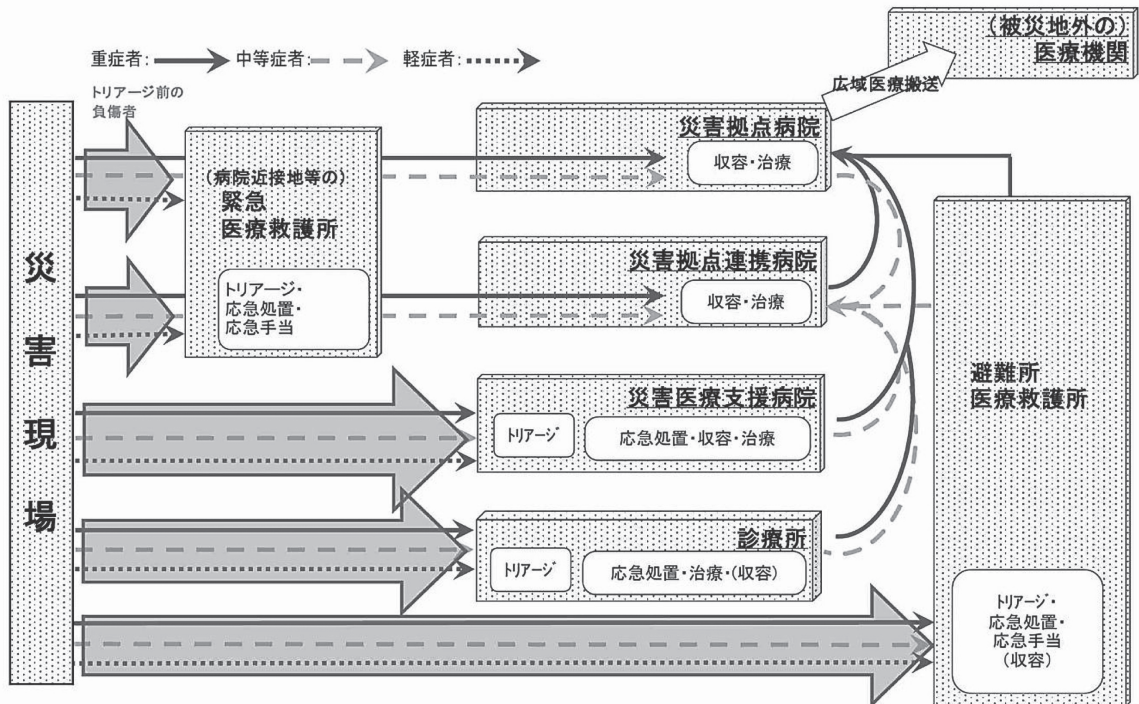 (被災地外の)
医療機関
重症者:
中等症者:
軽症者:
広域医療搬送
トリアージ前の
負傷者
災害現場
(病院近接地等の)
緊急
医療救護所
トリアージ・
応急処置・
応急手当
災害拠点病院
収容・治療
災害拠点連携病院
収容・治療
災害医療支援病院
トリアージ
応急処置・収容・治療
診療所
トリアージ
応急処置・治療・(収容)
避難所
医療救護所
トリアージ・
応急処置・
応急手当
(収容)